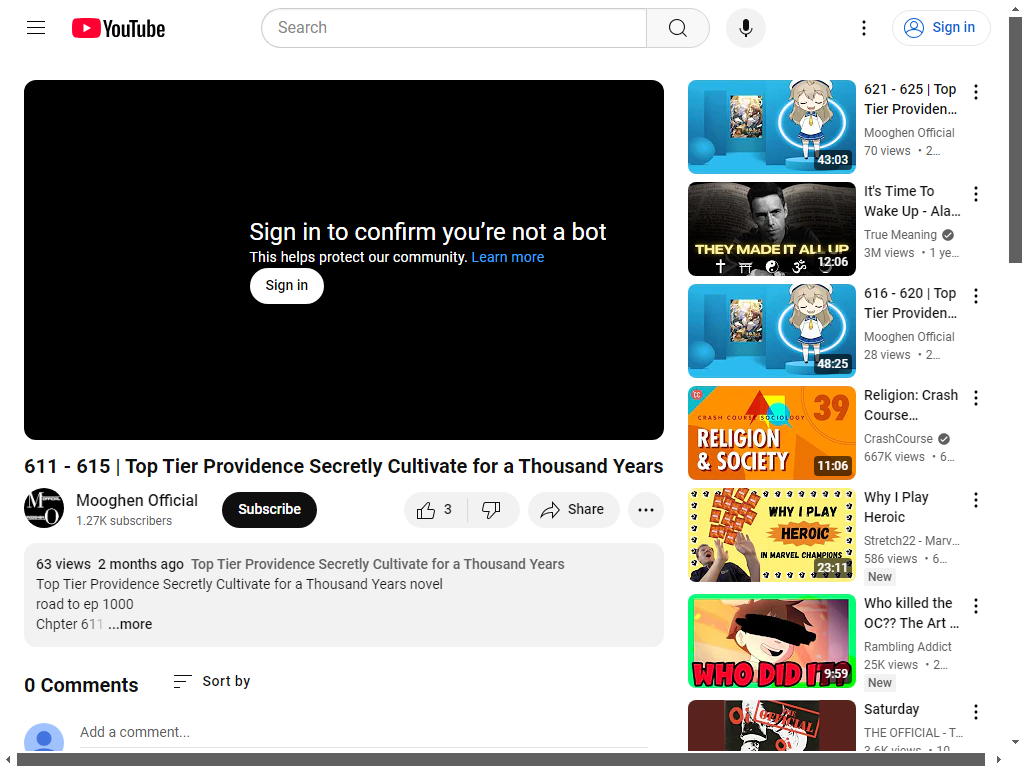 YouTube
Search
Sign in
Sign in to confirm you’re not a bot
This helps protect our community. Learn more
Sign in
611 - 615 | Top Tier Providence Secretly Cultivate for a Thousand Years
Mooghen Official
1.27K subscribers
Subscribe
3
Share
63 views 2 months ago Top Tier Providence Secretly Cultivate for a Thousand Years
Top Tier Providence Secretly Cultivate for a Thousand Years novel
road to ep 1000
Chpter 611 ...more
0 Comments
Sort by
Add a comment...
43:03
621 - 625 | Top
Tier Providen...
Mooghen Official
70 views • 2...
THEY MADE IT ALL UP
12:06
It's Time To
Wake Up - Ala...
True Meaning
3M views • 1 ye...
48:25
616 - 620 | Top
Tier Providen...
Mooghen Official
28 views • 2...
CC
CRASH COURSE SOCIOLOGY
39
RELIGION
& SOCIETY
11:06
Religion: Crash
Course...
CrashCourse
667K views • 6...
WHY I PLAY
HEROIC
IN MARVEL CHAMPIONS
23:11
Why I Play
Heroic
Stretch22 - Marv...
586 views • 6...
New
WHO DID IT?
9:59
Who killed the
OC?? The Art ...
Rambling Addict
25K views • 2...
New
Oi
THE
OFFICIAL
Oi
Saturday
THE OFFICIAL - T...
3.6K views • 10